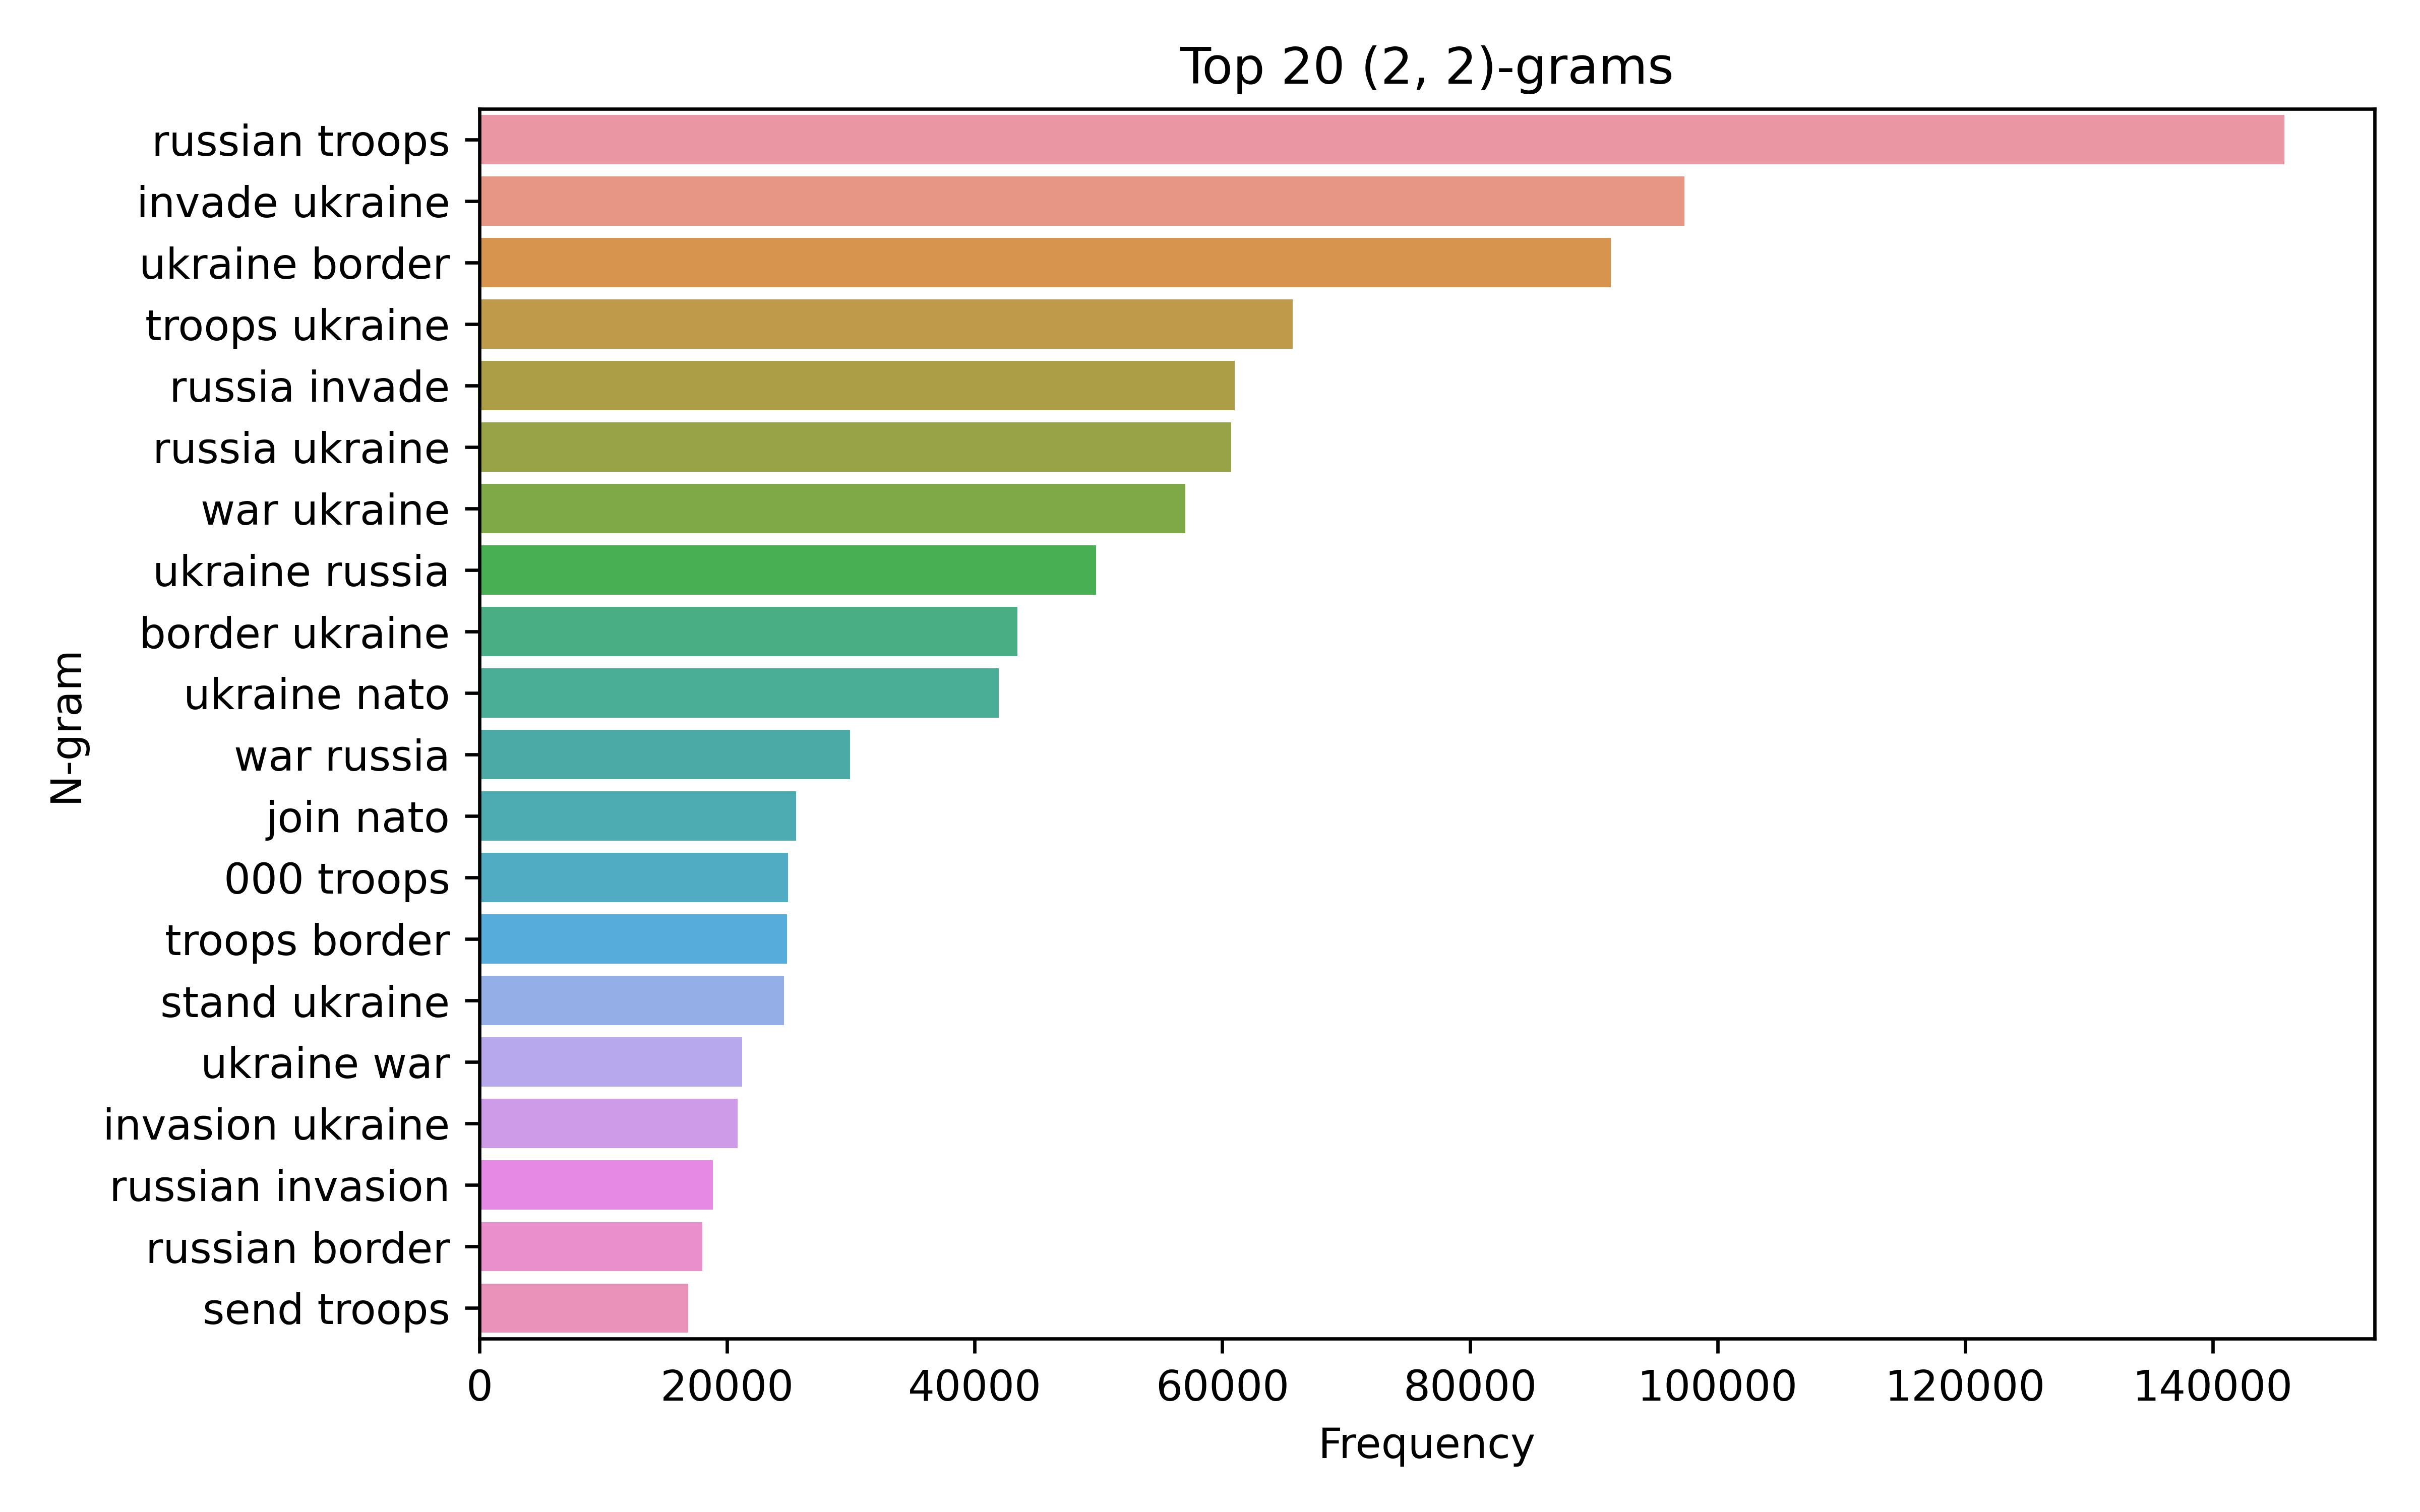 Top 20 (2, 2)-grams
N-gram
russian troops
invade ukraine
ukraine border
troops ukraine
russia invade
russia ukraine
war ukraine
ukraine russia
border ukraine
ukraine nato
war russia
join nato
000 troops
troops border
stand ukraine
ukraine war
invasion ukraine
russian invasion
russian border
send troops
0 20000 40000 60000 80000 100000 120000 140000
Frequency